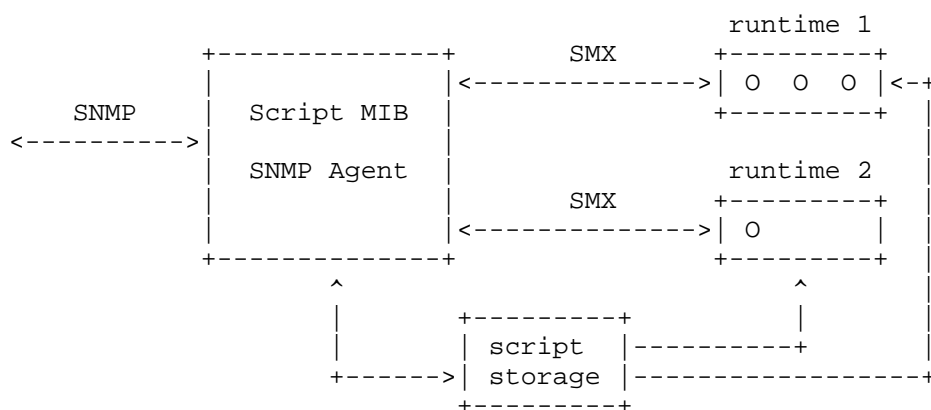 runtime 1
SMX
O O O
SNMP Script MIB
SNMP Agent runtime 2
SMX
O
script
storage